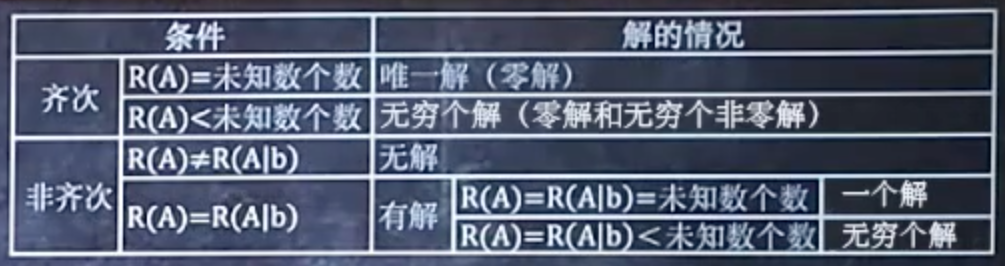 条件 解的情况
齐次 R(A)=未知数个数 唯一解（零解）
R(A)<未知数个数 无穷个解（零解和无穷个非零解）
非齐次 R(A)≠R(A|b) 无解
R(A)=R(A|b) 有解 R(A)=R(A|b)=未知数个数 一个解
R(A)=R(A|b)<未知数个数 无穷个解